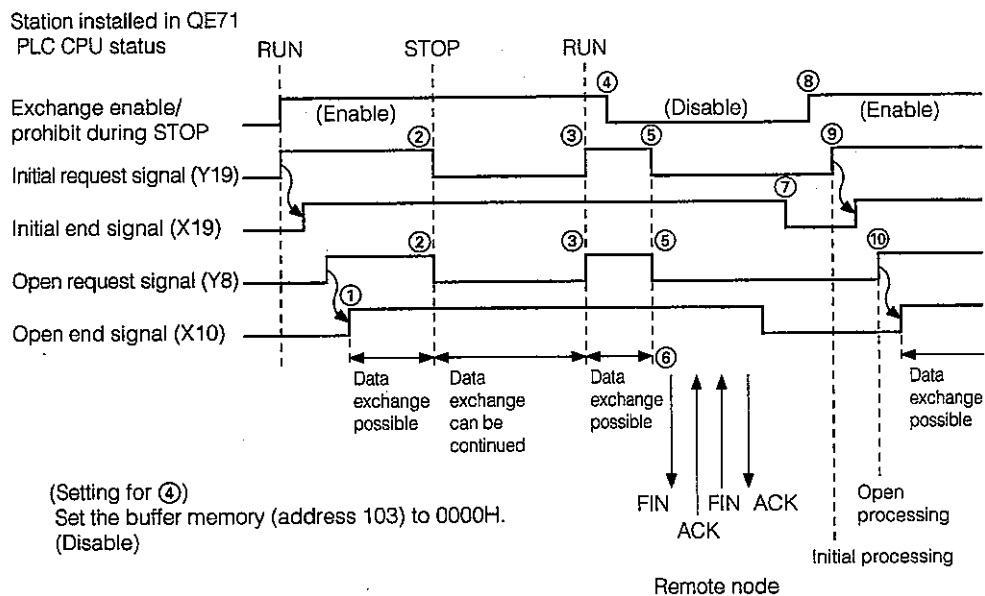 Station installed in QE71
PLC CPU status
RUN
STOP
RUN
Exchange enable/
prohibit during STOP
(Enable)
④
(Disable)
⑧
(Enable)
Initial request signal (Y19)
②
③
⑤
⑨
Initial end signal (X19)
⑦
Open request signal (Y8)
②
③
⑤
⑩
Open end signal (X10)
①
Data
exchange
possible
Data
exchange
can be
continued
Data
exchange
possible
⑥
Data
exchange
possible
(Setting for ④)
Set the buffer memory (address 103) to 0000H.
(Disable)
FIN
ACK
FIN
ACK
Open
processing
Initial processing
Remote node